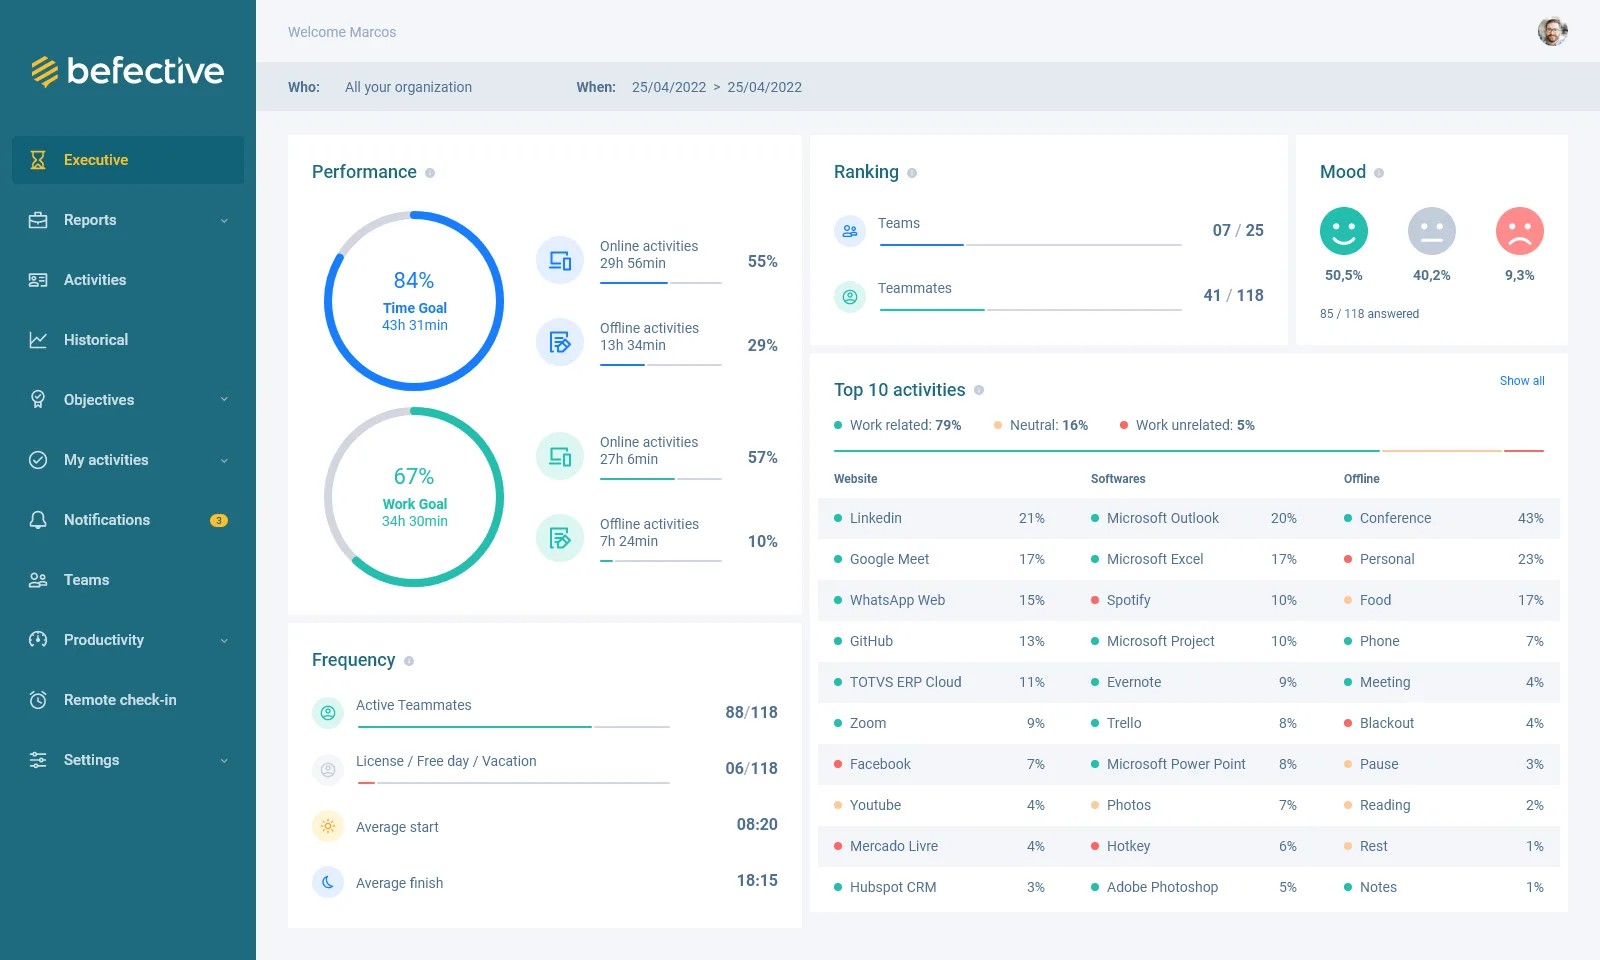 befective
Executive
Reports
Activities
Historical
Objectives
My activities
Notifications 3
Teams
Productivity
Remote check-in
Settings
Welcome Marcos
Who: All your organization When: 25/04/2022 > 25/04/2022
Performance
84%
Time Goal
43h 31min
Online activities
29h 56min
55%
Offline activities
13h 34min
29%
67%
Work Goal
34h 30min
Online activities
27h 6min
57%
Offline activities
7h 24min
10%
Frequency
Active Teammates 88/118
License / Free day / Vacation 06/118
Average start 08:20
Average finish 18:15
Ranking
Teams 07 / 25
Teammates 41 / 118
Mood
50,5% 40,2% 9,3%
85 / 118 answered
Top 10 activities
Show all
Work related: 79% Neutral: 16% Work unrelated: 5%
Website Softwares Offline
Linkedin 21% Microsoft Outlook 20% Conference 43%
Google Meet 17% Microsoft Excel 17% Personal 23%
WhatsApp Web 15% Spotify 10% Food 17%
GitHub 13% Microsoft Project 10% Phone 7%
TOTVS ERP Cloud 11% Evernote 9% Meeting 4%
Zoom 9% Trello 8% Blackout 4%
Facebook 7% Microsoft Power Point 8% Pause 3%
Youtube 4% Photos 7% Reading 2%
Mercado Livre 4% Hotkey 6% Rest 1%
Hubspot CRM 3% Adobe Photoshop 5% Notes 1%